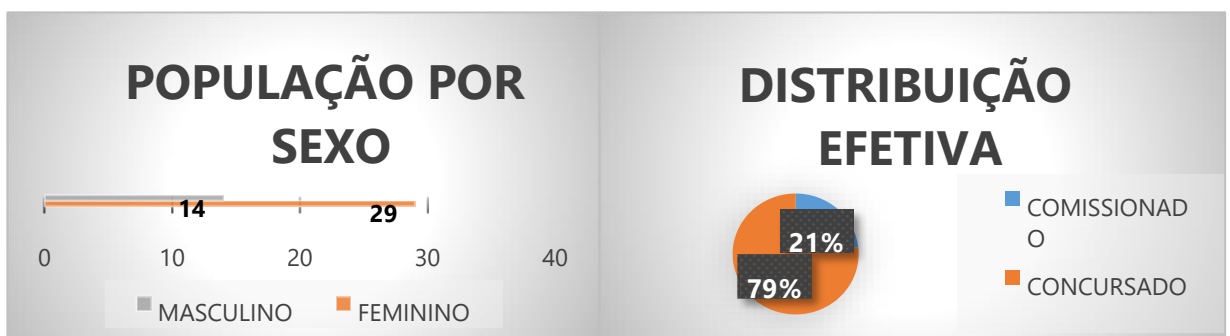 POPULAÇÃO POR
SEXO
14
29
0 10 20 30 40
MASCULINO FEMININO
DISTRIBUIÇÃO
EFETIVA
21%
79%
COMISSIONAD
O
CONCURSADO